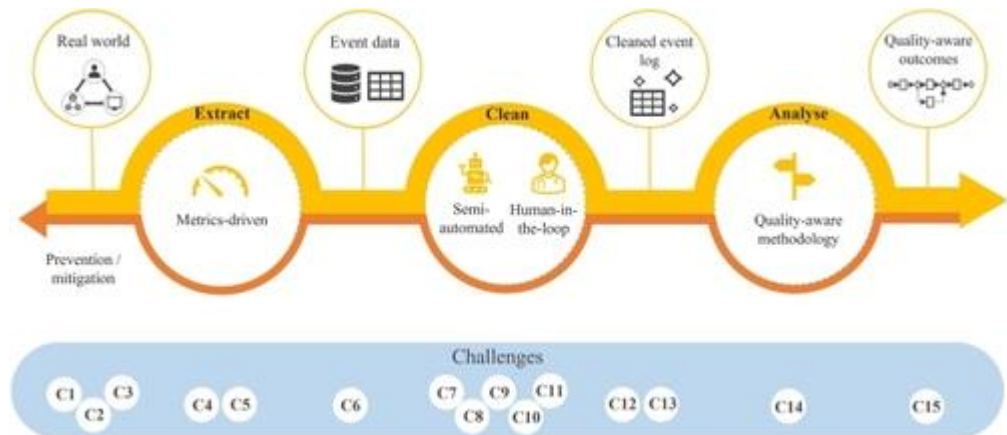 Real world
Event data
Cleaned event
log
Quality-aware
outcomes
Extract
Clean
Analyse
Metrics-driven
Semi-
automated
Human-in-
the-loop
Quality-aware
methodology
Prevention /
mitigation
Challenges
C1
C2
C3
C4
C5
C6
C7
C8
C9
C10
C11
C12
C13
C14
C15